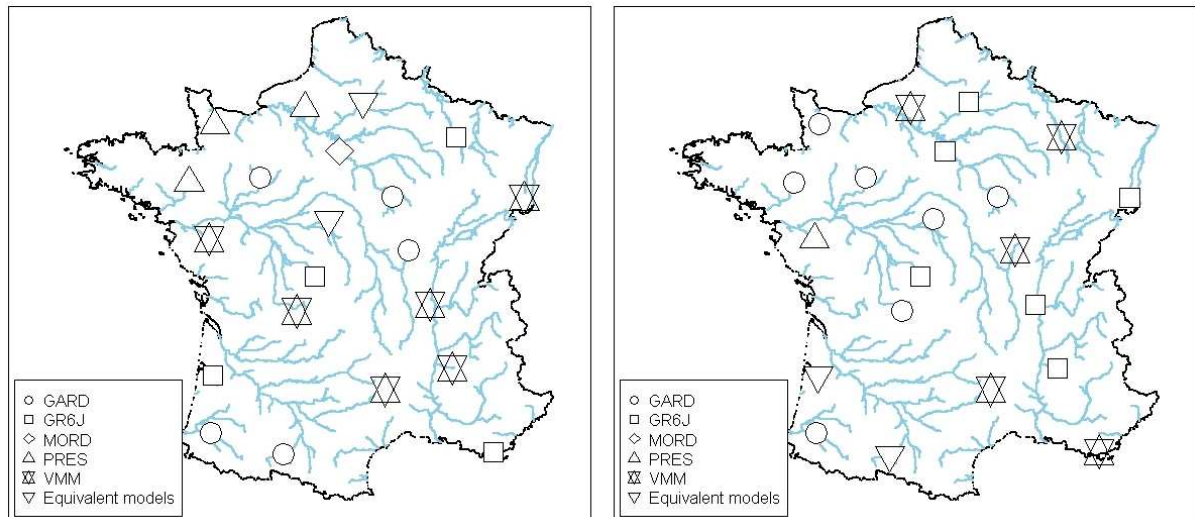 GARD
GR6J
MORD
PRES
VMM
Equivalent models
GARD
GR6J
MORD
PRES
VMM
Equivalent models